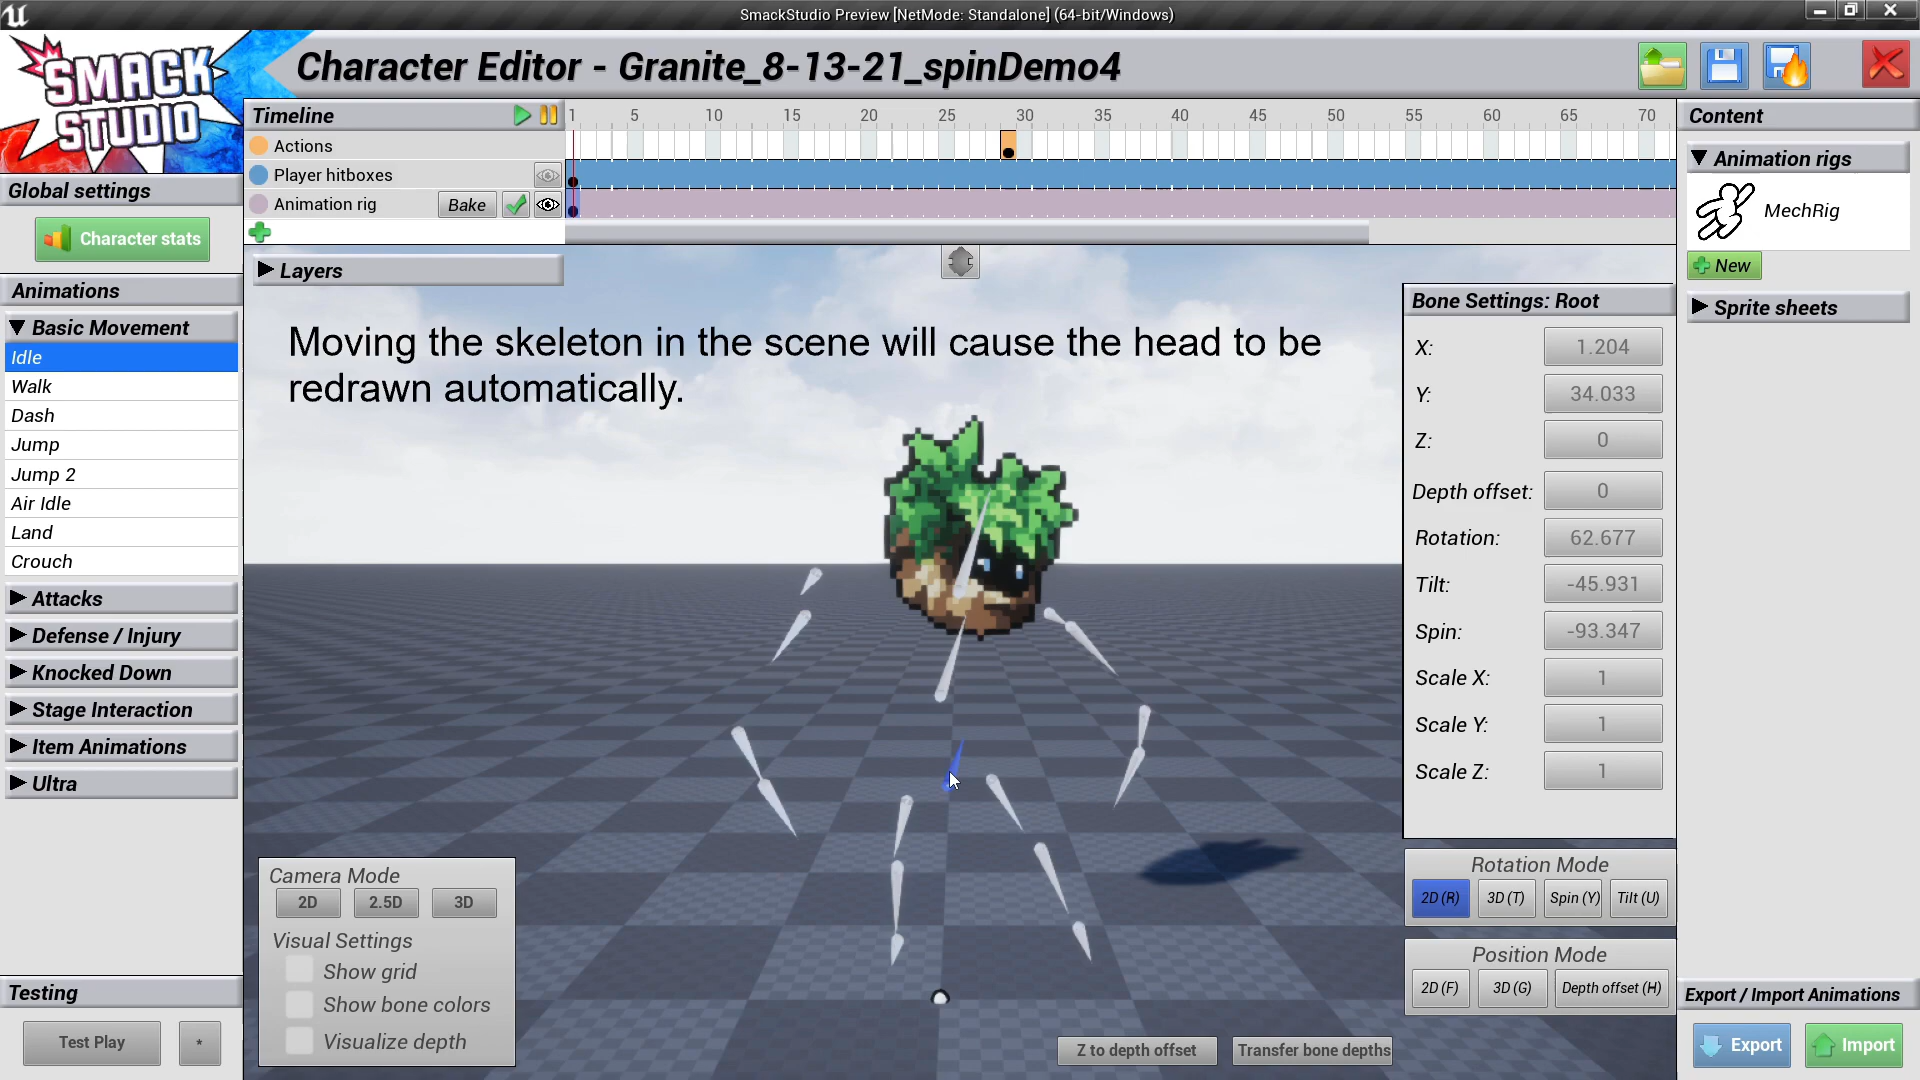 SmackStudio Preview [NetMode: Standalone] (64-bit/Windows)
SMACK
STUDIO
Character Editor - Granite_8-13-21_spinDemo4
Timeline
1 5 10 15 20 25 30 35 40 45 50 55 60 65 70
Actions
Player hitboxes
Animation rig
Bake
Global settings
Character stats
Animations
Basic Movement
Idle
Walk
Dash
Jump
Jump 2
Air Idle
Land
Crouch
Attacks
Defense / Injury
Knocked Down
Stage Interaction
Item Animations
Ultra
Testing
Test Play
*
Layers
Moving the skeleton in the scene will cause the head to be
redrawn automatically.
Camera Mode
2D 2.5D 3D
Visual Settings
Show grid
Show bone colors
Visualize depth
Z to depth offset
Transfer bone depths
Bone Settings: Root
X: 1.204
Y: 34.033
Z: 0
Depth offset: 0
Rotation: 62.677
Tilt: -45.931
Spin: -93.347
Scale X: 1
Scale Y: 1
Scale Z: 1
Rotation Mode
2D (R) 3D (T) Spin (Y) Tilt (U)
Position Mode
2D (F) 3D (G) Depth offset (H)
Content
Animation rigs
MechRig
New
Sprite sheets
Export / Import Animations
Export
Import